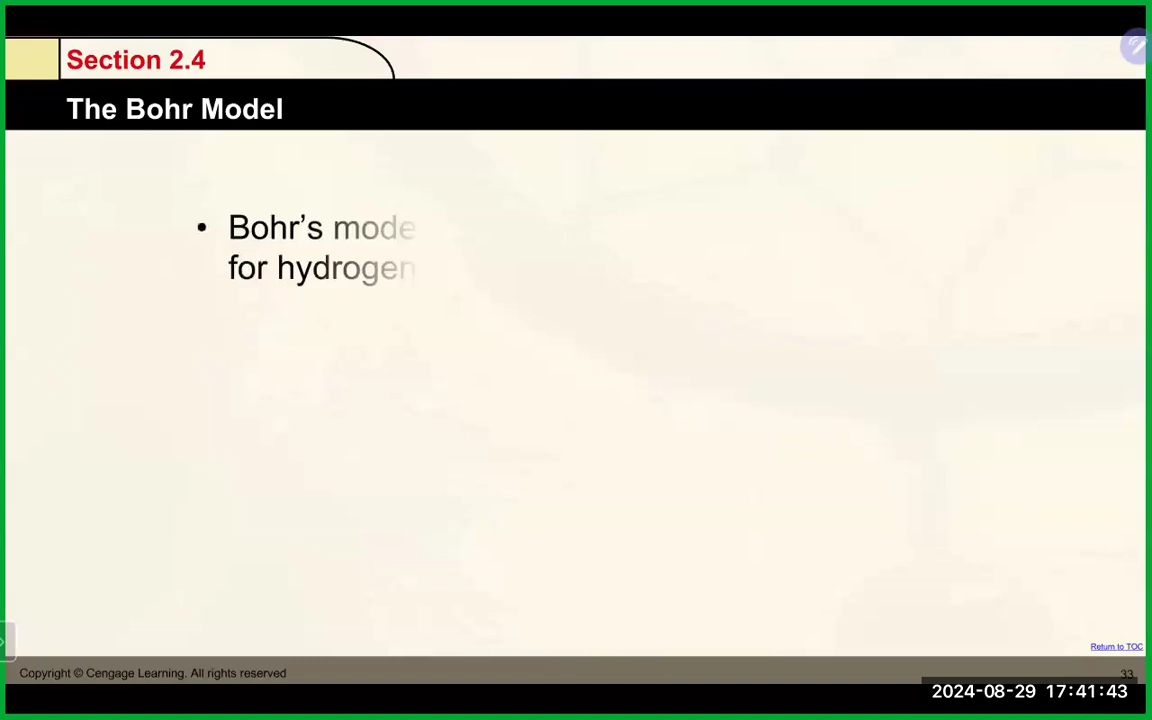 Section 2.4
The Bohr Model
• Bohr's mode
for hydrogen
Return to TOC
Copyright © Cengage Learning. All rights reserved
33
2024-08-29 17:41:43